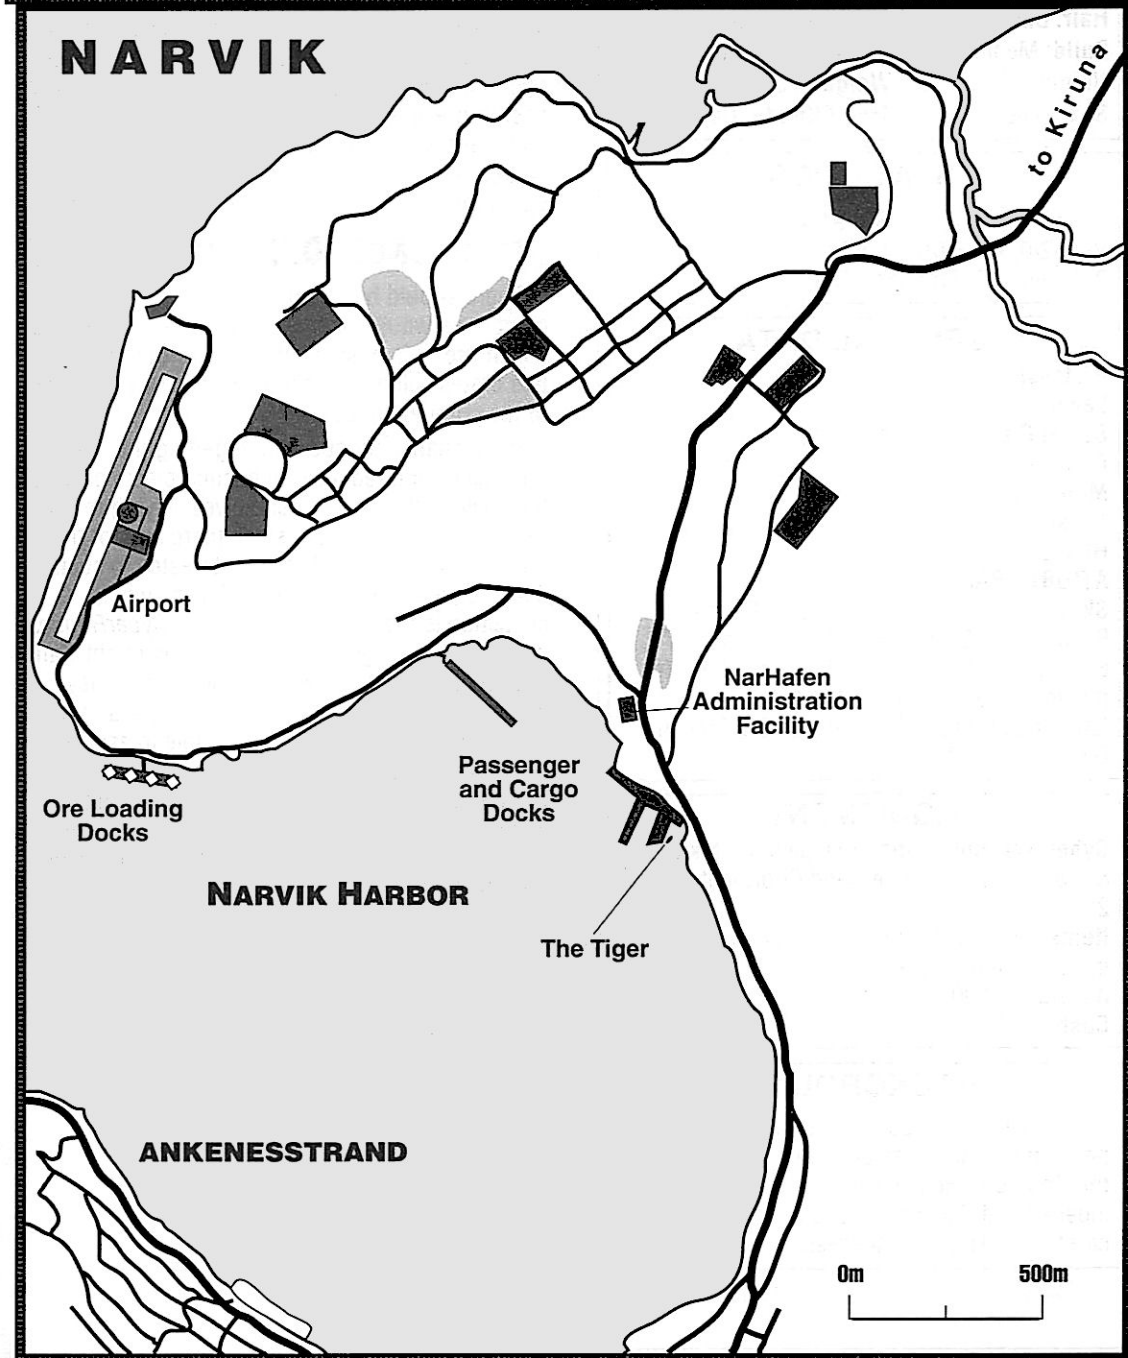 NARVIK
to Kiruna
Airport
NarHafen
Administration
Facility
Passenger
and Cargo
Docks
Ore Loading
Docks
NARVIK HARBOR
The Tiger
ANKENESSTRAND
0m 500m